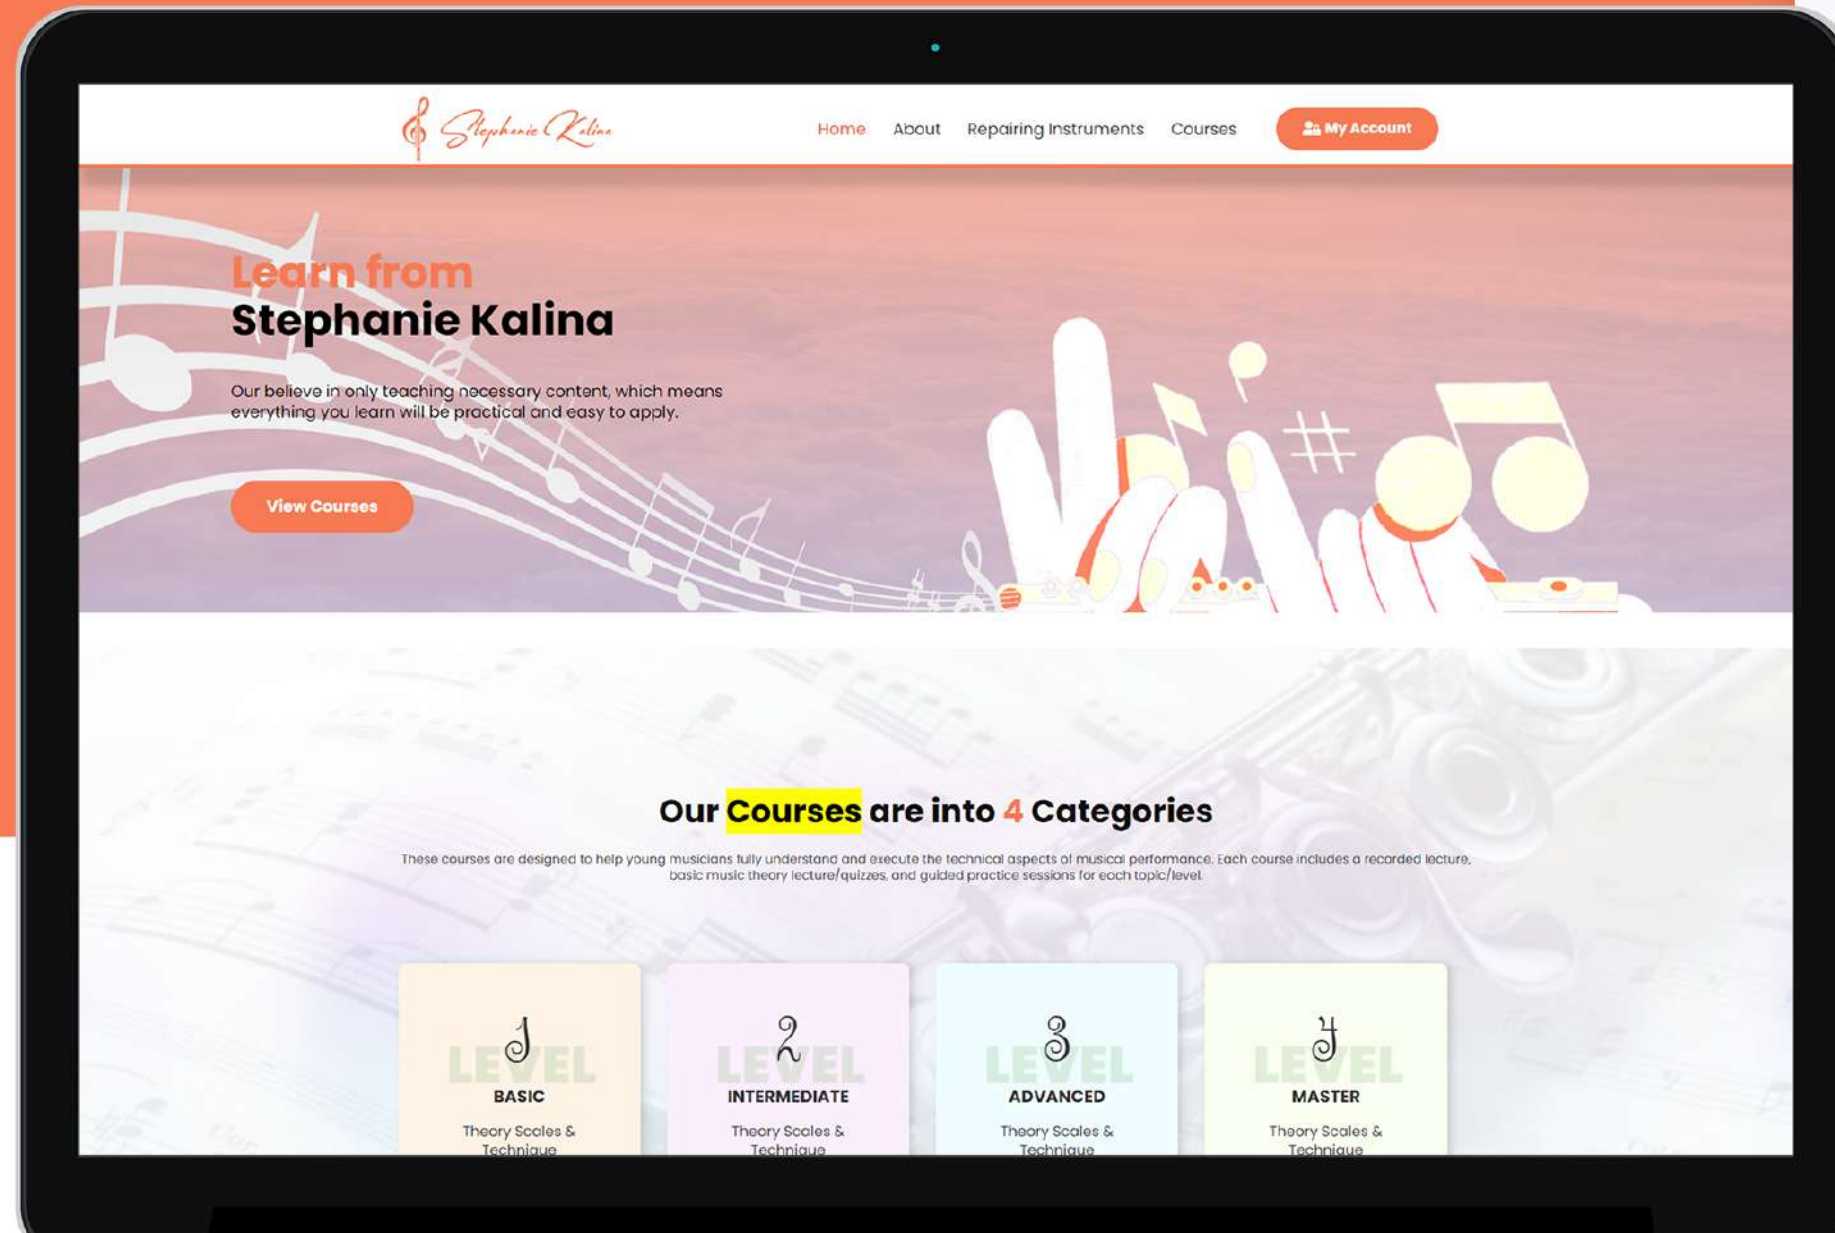 Stephanie Kalina
Home About Repairing Instruments Courses My Account
Learn from
Stephanie Kalina
Our believe in only teaching necessary content, which means
everything you learn will be practical and easy to apply.
View Courses
Our Courses are into 4 Categories
These courses are designed to help young musicians fully understand and execute the technical aspects of musical performance. Each course includes a recorded lecture,
basic music theory lecture/quizzes, and guided practice sessions for each topic/level.
1
LEVEL
BASIC
Theory Scales &
Technique
2
LEVEL
INTERMEDIATE
Theory Scales &
Technique
3
LEVEL
ADVANCED
Theory Scales &
Technique
4
LEVEL
MASTER
Theory Scales &
Technique